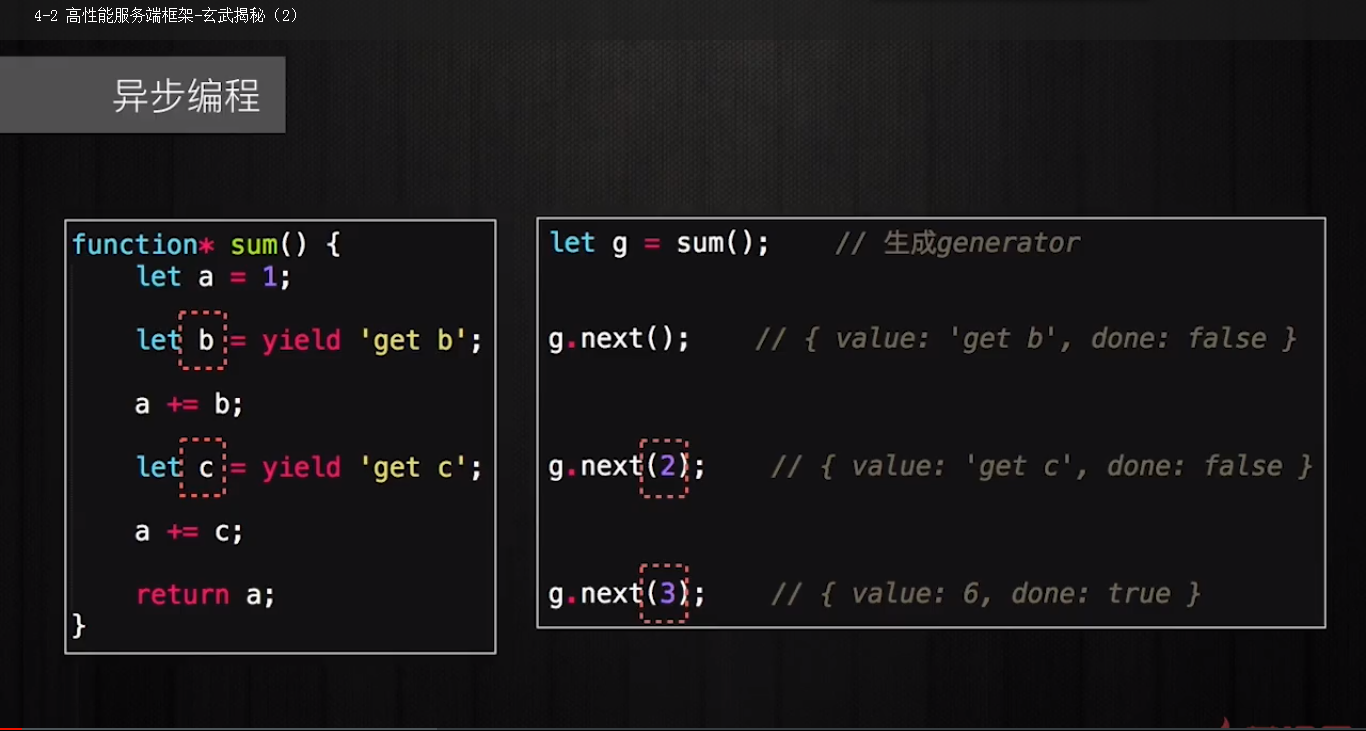 4-2 高性能服务端框架-玄武揭秘（2）
异步编程
function* sum() {
let a = 1;
let b = yield 'get b';
a += b;
let c = yield 'get c';
a += c;
return a;
}
let g = sum(); // 生成generator
g.next(); // { value: 'get b', done: false }
g.next(2); // { value: 'get c', done: false }
g.next(3); // { value: 6, done: true }